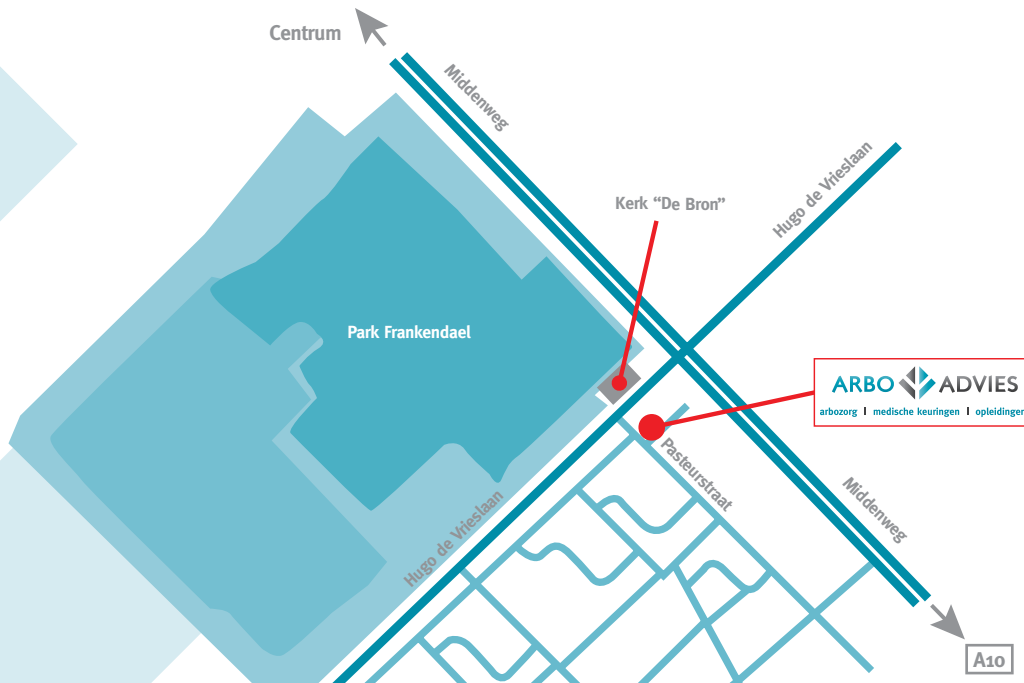 Centrum
Middenweg
Hugo de Vrieslaan
Kerk “De Bron”
Park Frankendael
ARBO ADVIES
arbozorg | medische keuringen | opleidingen
Pasteurstraat
Middenweg
Hugo de Vrieslaan
A10